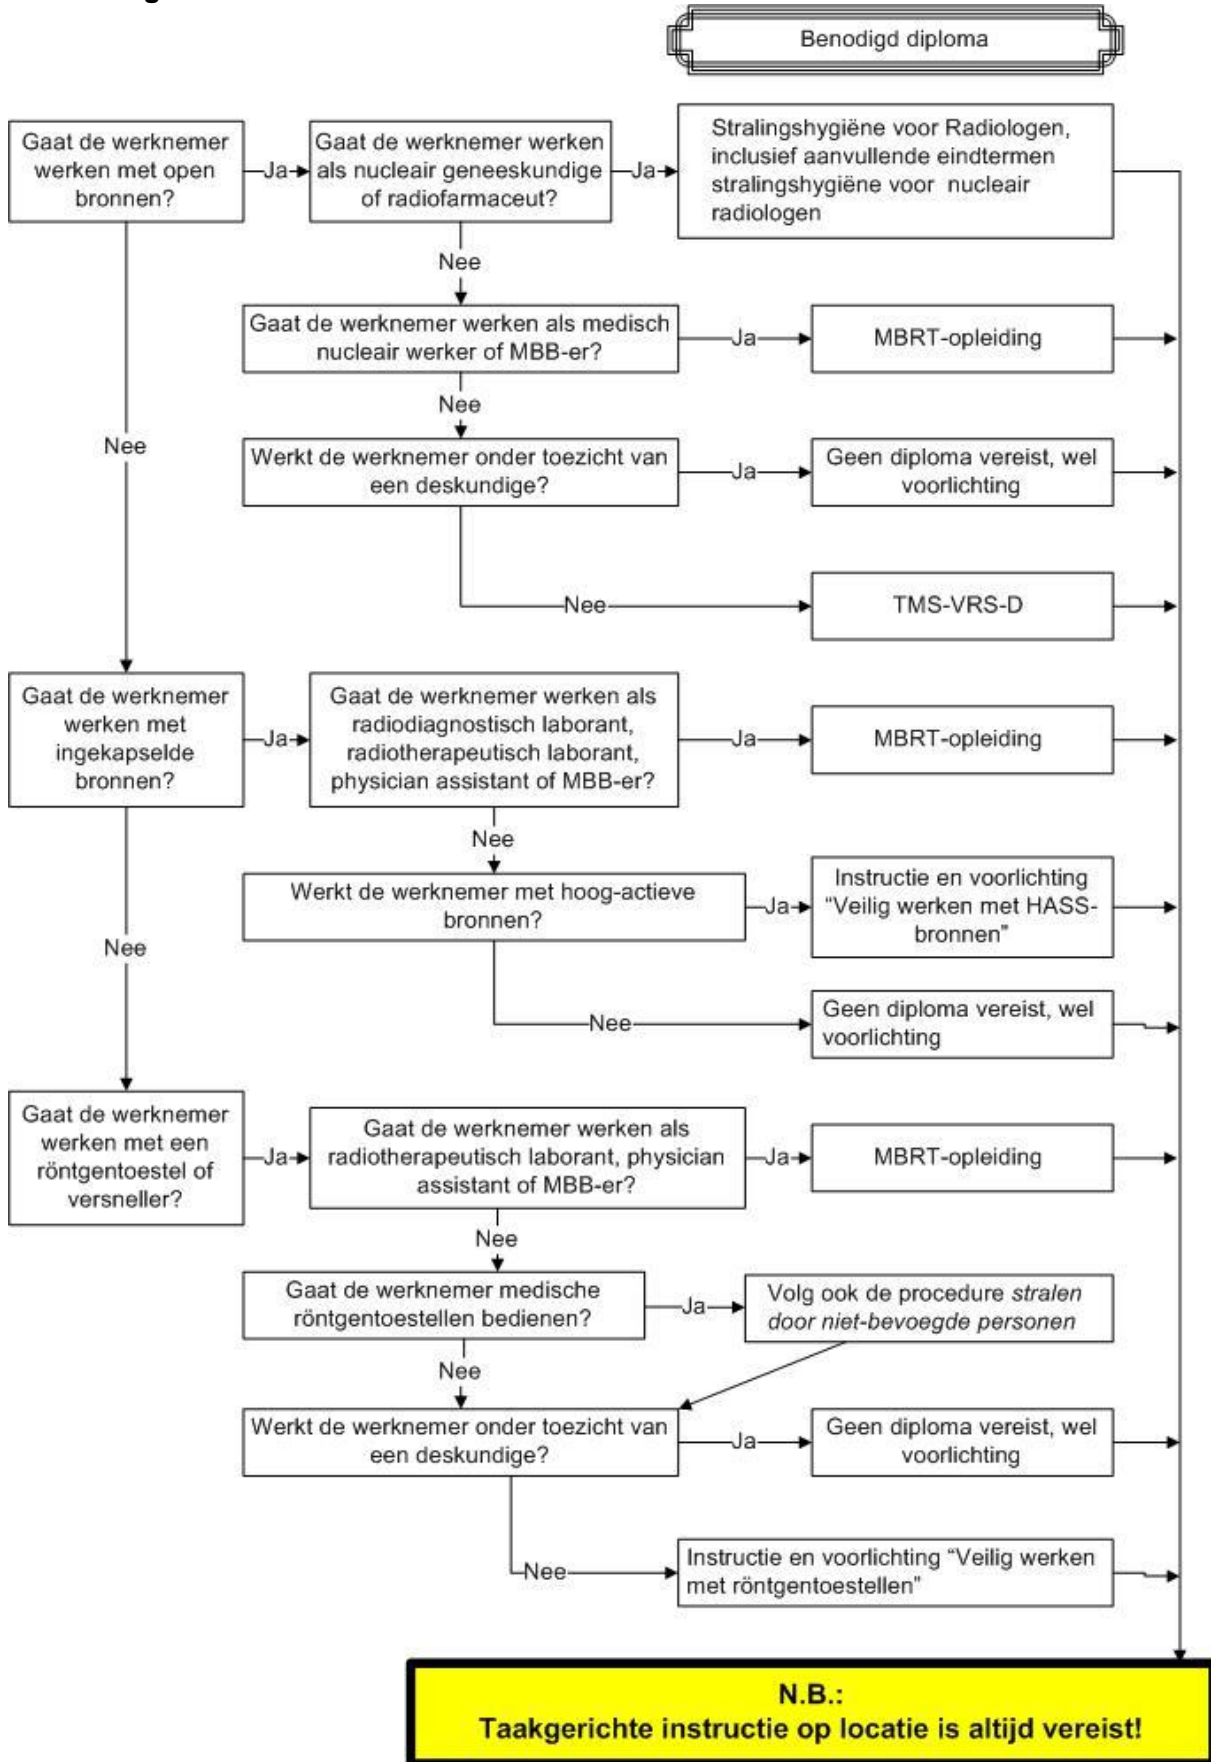 Benodigd diploma
Gaat de werknemer
werken met open
bronnen?
Ja
Gaat de werknemer werken
als nucleair geneeskundige
of radiofarmaceut?
Ja
Stralingshygiëne voor Radiologen,
inclusief aanvullende eindtermen
stralingshygiëne voor nucleair
radiologen
Nee
Gaat de werknemer werken als medisch
nucleair werker of MBB-er?
Ja
MBRT-opleiding
Nee
Nee
Werkt de werknemer onder toezicht van
een deskundige?
Ja
Geen diploma vereist, wel
voorlichting
Nee
TMS-VRS-D
Gaat de werknemer
werken met
ingekapselde
bronnen?
Ja
Gaat de werknemer werken als
radiodiagnostisch laborant,
radiotherapeutisch laborant,
physician assistant of MBB-er?
Ja
MBRT-opleiding
Nee
Werkt de werknemer met hoog-actieve
bronnen?
Ja
Instructie en voorlichting
“Veilig werken met HASS-
bronnen”
Nee
Nee
Geen diploma vereist, wel
voorlichting
Gaat de werknemer
werken met een
röntgentoestel of
versneller?
Ja
Gaat de werknemer werken als
radiotherapeutisch laborant, physician
assistant of MBB-er?
Ja
MBRT-opleiding
Nee
Gaat de werknemer medische
röntgentoestellen bedienen?
Ja
Volg ook de procedure stralen
door niet-bevoegde personen
Nee
Werkt de werknemer onder toezicht van
een deskundige?
Ja
Geen diploma vereist, wel
voorlichting
Nee
Instructie en voorlichting “Veilig werken
met röntgentoestellen”
N.B.:
Taakgerichte instructie op locatie is altijd vereist!